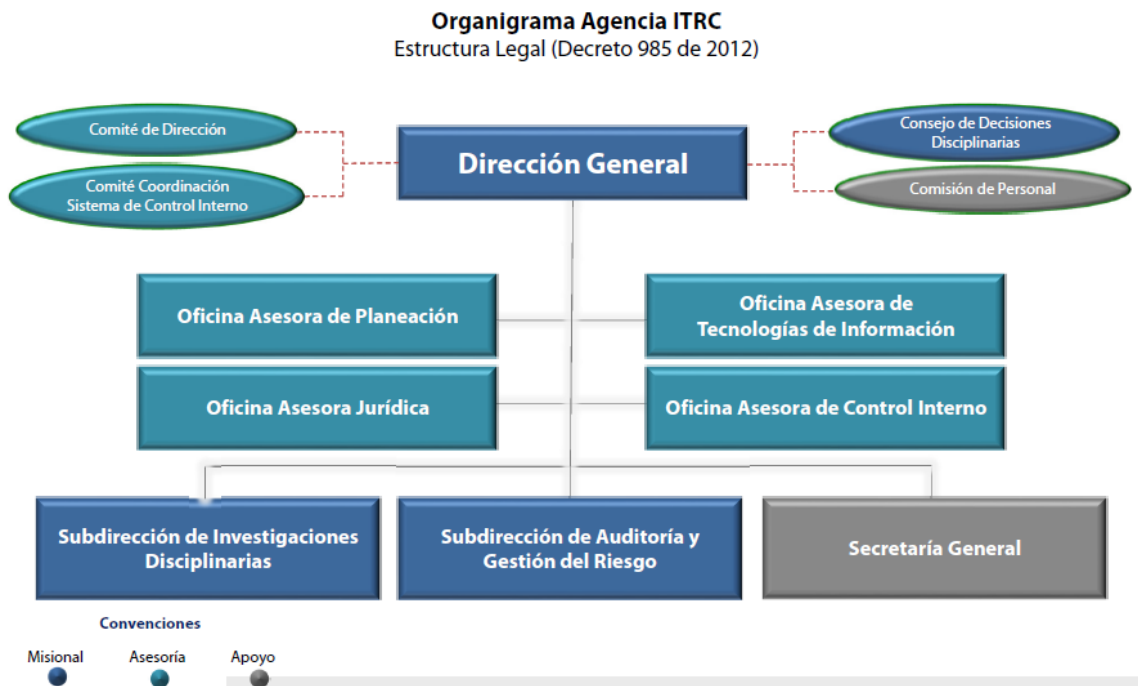 Organigrama Agencia ITRC
Estructura Legal (Decreto 985 de 2012)
Comité de Dirección
Comité Coordinación
Sistema de Control Interno
Dirección General
Consejo de Decisiones
Disciplinarias
Comisión de Personal
Oficina Asesora de Planeación
Oficina Asesora de
Tecnologías de Información
Oficina Asesora Jurídica
Oficina Asesora de Control Interno
Subdirección de Investigaciones
Disciplinarias
Subdirección de Auditoría y
Gestión del Riesgo
Secretaría General
Convenciones
Misional
Asesoría
Apoyo